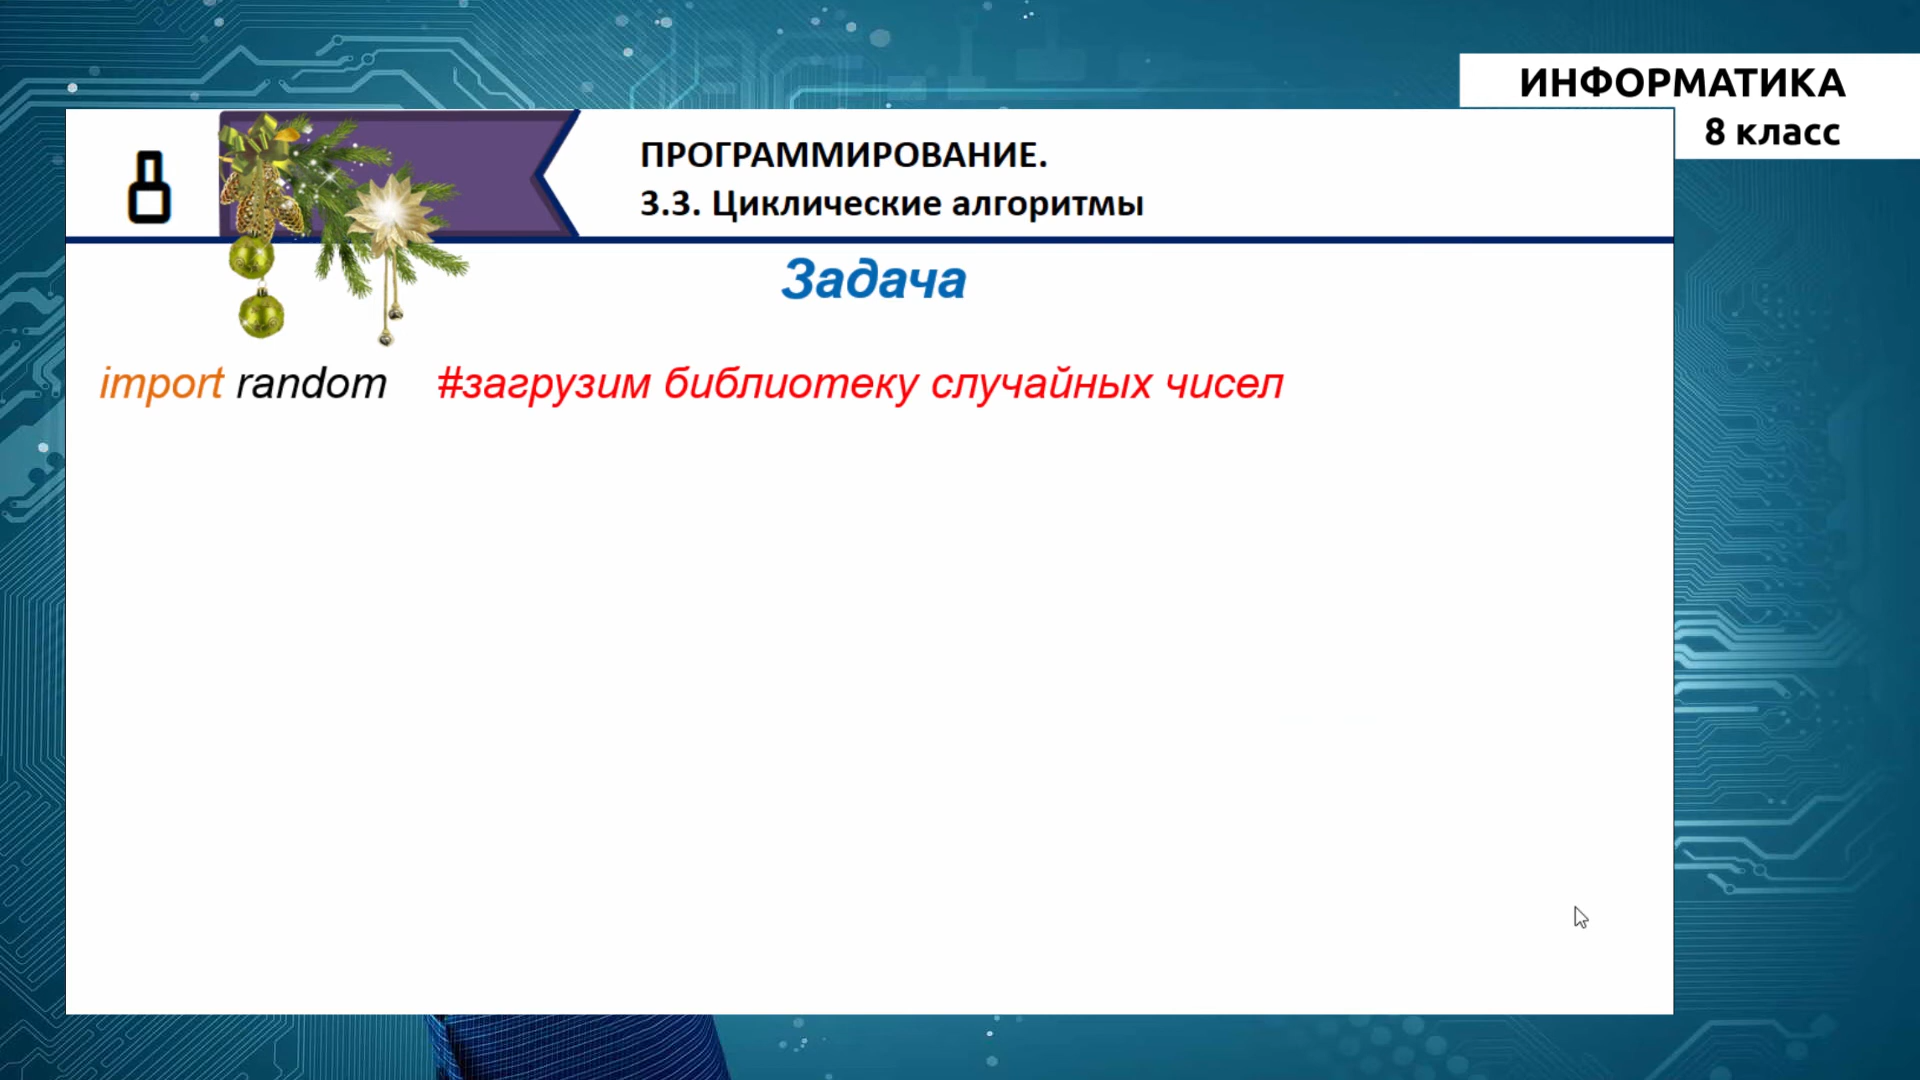 ИНФОРМАТИКА
8 класс
8
ПРОГРАММИРОВАНИЕ.
3.3. Циклические алгоритмы
Задача
import random #загрузим библиотеку случайных чисел